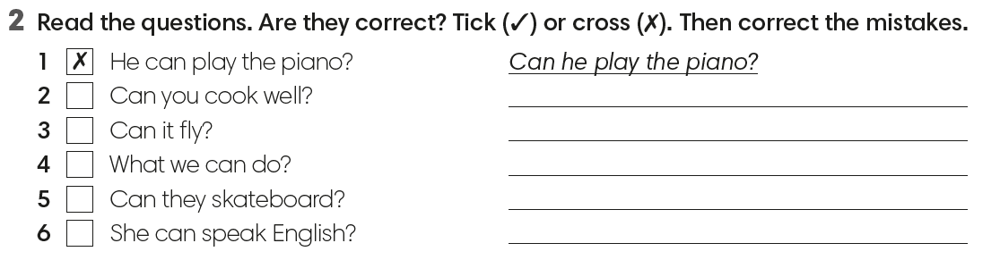 2 Read the questions. Are they correct? Tick (✓) or cross (✗). Then correct the mistakes.
1 ✗ He can play the piano? Can he play the piano?
2 Can you cook well?
3 Can it fly?
4 What we can do?
5 Can they skateboard?
6 She can speak English?